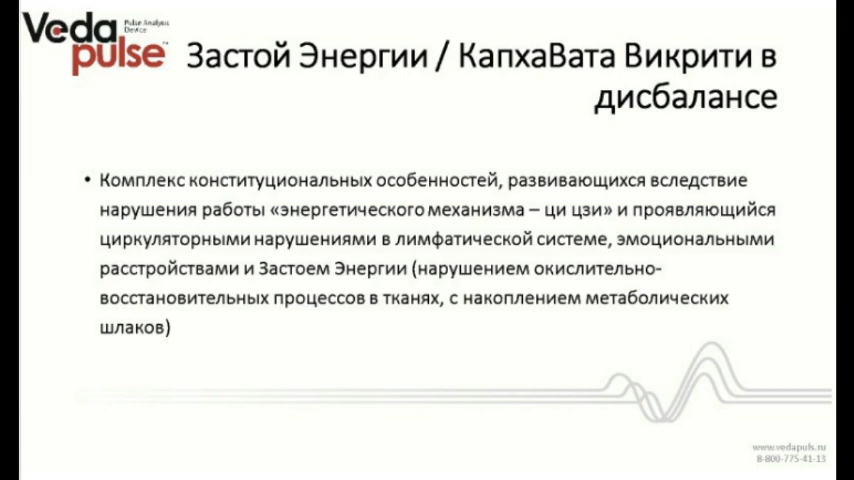 Veda Pulse Analysis Device
pulse™
Застой Энергии / КапхаВата Викрити в
дисбалансе
• Комплекс конституциональных особенностей, развивающихся вследствие
нарушения работы «энергетического механизма – ци цзи» и проявляющийся
циркуляторными нарушениями в лимфатической системе, эмоциональными
расстройствами и Застоем Энергии (нарушением окислительно-
восстановительных процессов в тканях, с накоплением метаболических
шлаков)
www.vedapuls.ru
8-800-775-41-13